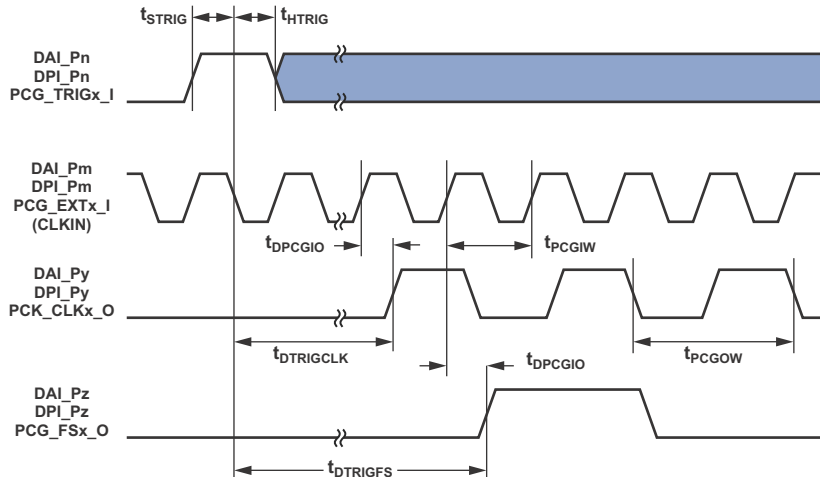 tSTRIG
tHTRIG
DAI_Pn
DPI_Pn
PCG_TRIGx_I
DAI_Pm
DPI_Pm
PCG_EXTx_I
(CLKIN)
tDPCGIO
tPCGIW
DAI_Py
DPI_Py
PCK_CLKx_O
tDTRIGCLK
tDPCGIO
tPCGOW
DAI_Pz
DPI_Pz
PCG_FSx_O
tDTRIGFS